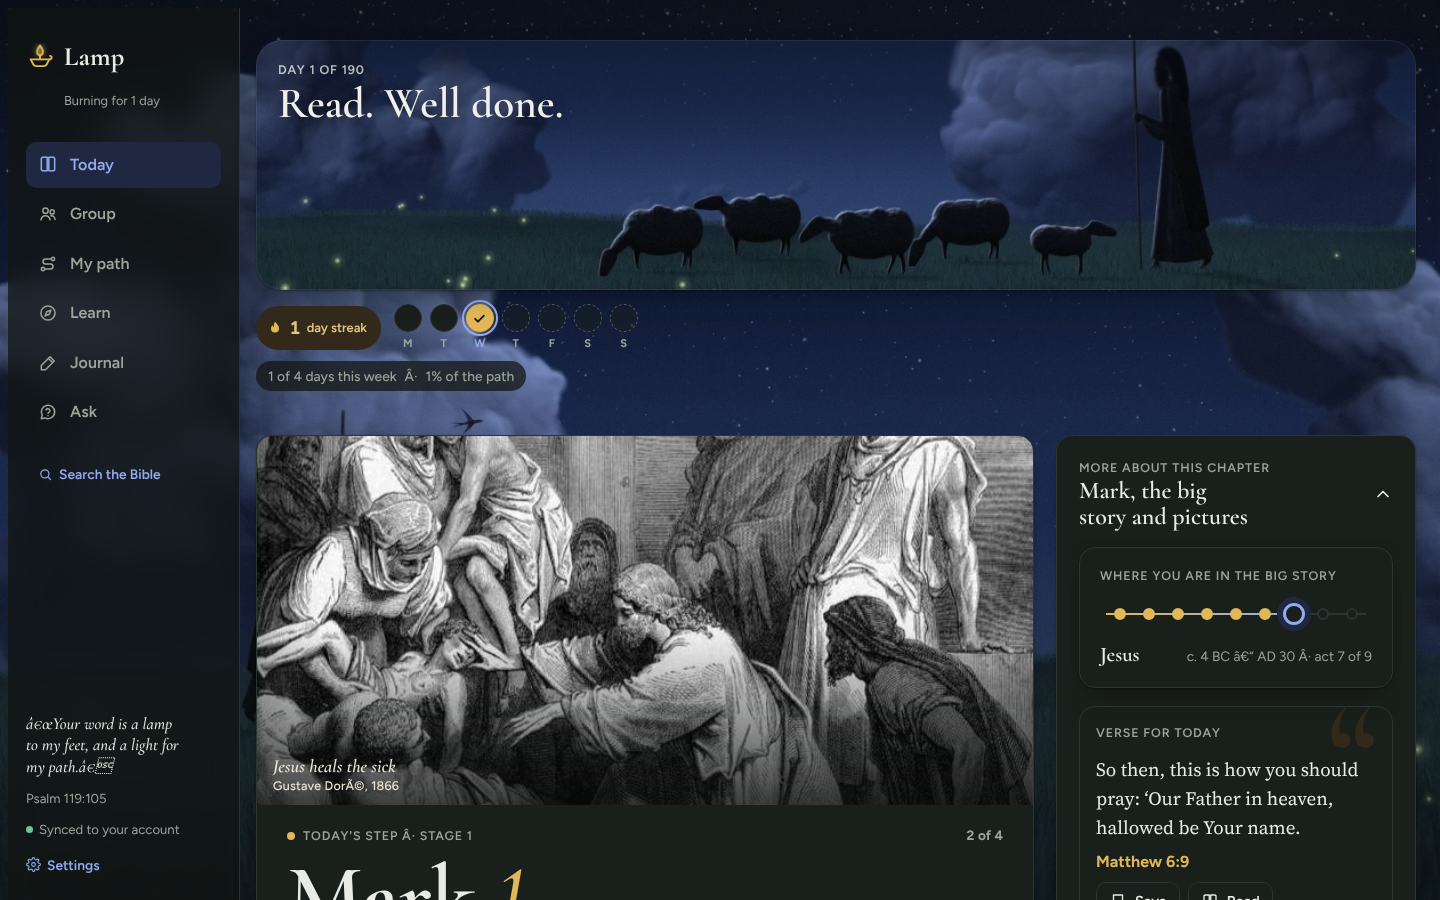 Lamp
Burning for 1 day
Today
Group
My path
Learn
Journal
Ask
Search the Bible
“Your word is a lamp
to my feet, and a light for
my path.â€
Psalm 119:105
Synced to your account
Settings
DAY 1 OF 190
Read. Well done.
1 day streak
M T W T F S S
1 of 4 days this week Â· 1% of the path
Jesus heals the sick
Gustave DorÃ©, 1866
TODAY'S STEP Â· STAGE 1
2 of 4
Mark 1
MORE ABOUT THIS CHAPTER
Mark, the big
story and pictures
WHERE YOU ARE IN THE BIG STORY
Jesus
c. 4 BC â€“ AD 30 Â· act 7 of 9
VERSE FOR TODAY
So then, this is how you should
pray: ‘Our Father in heaven,
hallowed be Your name.
Matthew 6:9
Save
Read